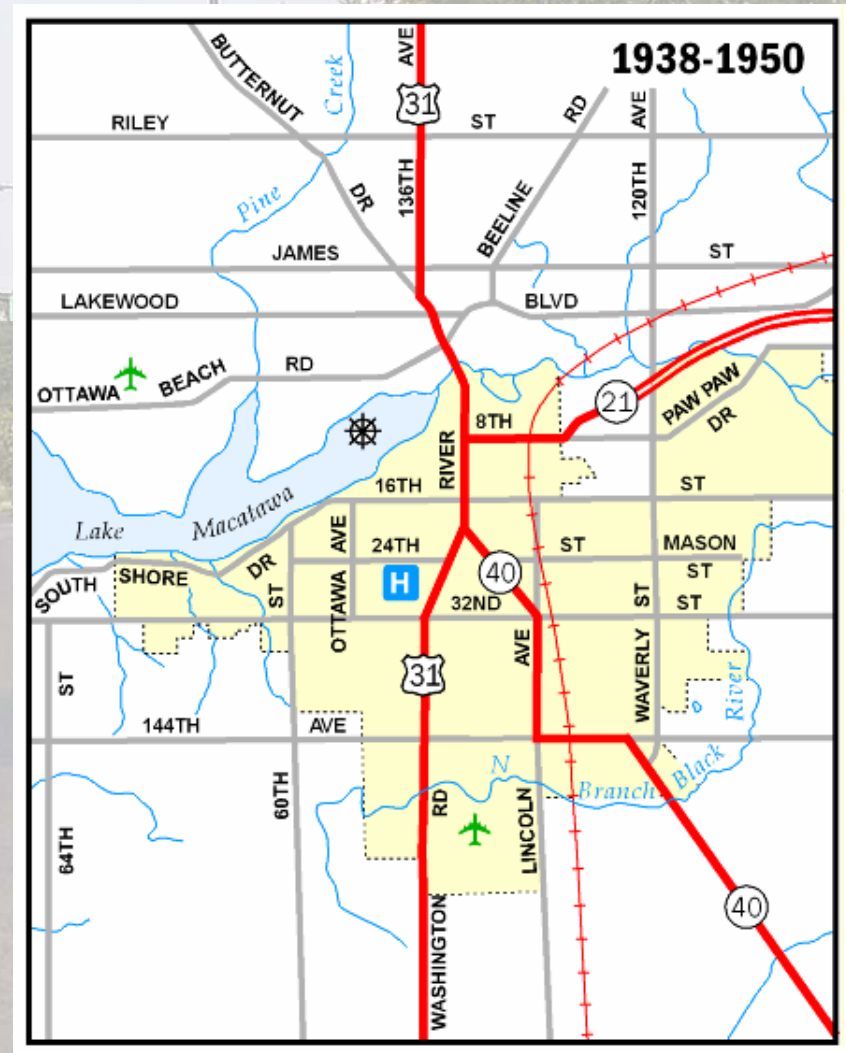 1938-1950
BUTTERNUT
DR
Creek
Pine
AVE
31
136TH
RD
BEELINE
AVE
120TH
RILEY
ST
JAMES
ST
LAKEWOOD
BLVD
OTTAWA BEACH RD
21
PAW PAW
DR
8TH
RIVER
16TH
ST
Lake Macatawa
24TH
ST
MASON
ST
SOUTH SHORE DR
ST
OTTAWA AVE
H
40
32ND
ST
AVE
WAVERLY ST
31
ST
144TH
AVE
River
Black
Branch
N
60TH
64TH
RD
LINCOLN
WASHINGTON
40